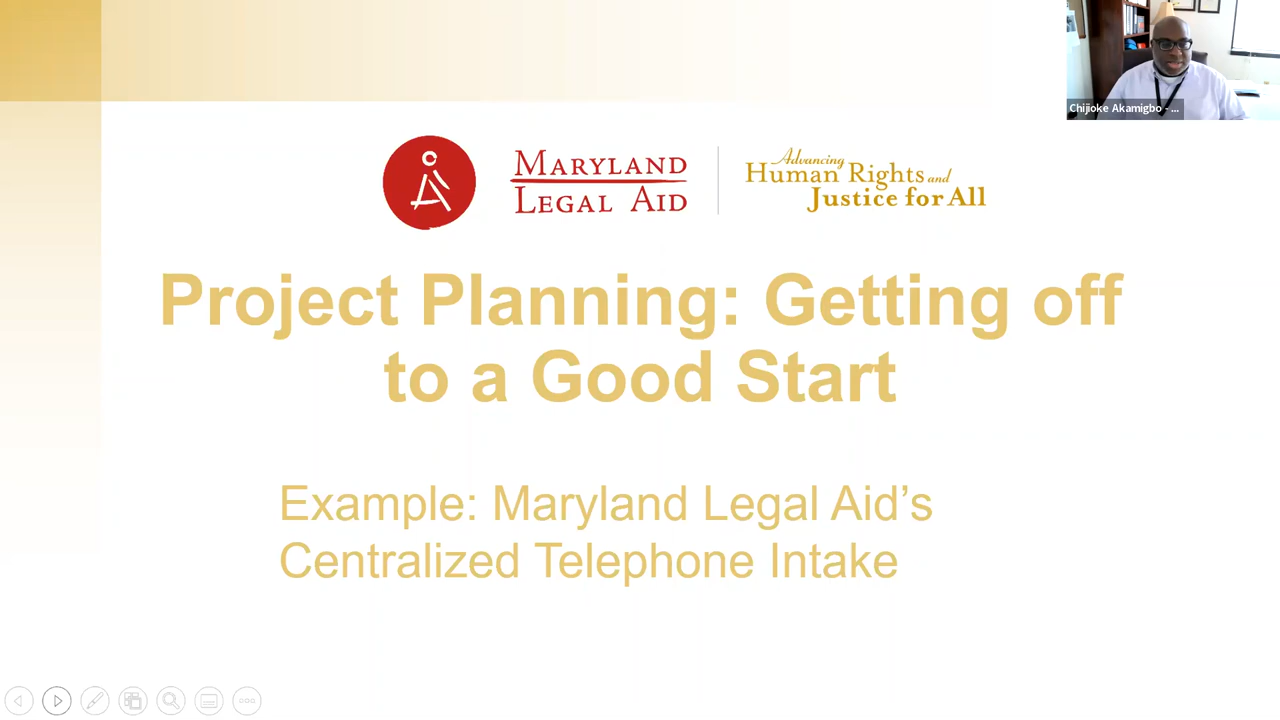 Chijioke Akamigbo - ...
MARYLAND
LEGAL AID
Advancing
Human Rights and
Justice for All
Project Planning: Getting off
to a Good Start
Example: Maryland Legal Aid’s
Centralized Telephone Intake